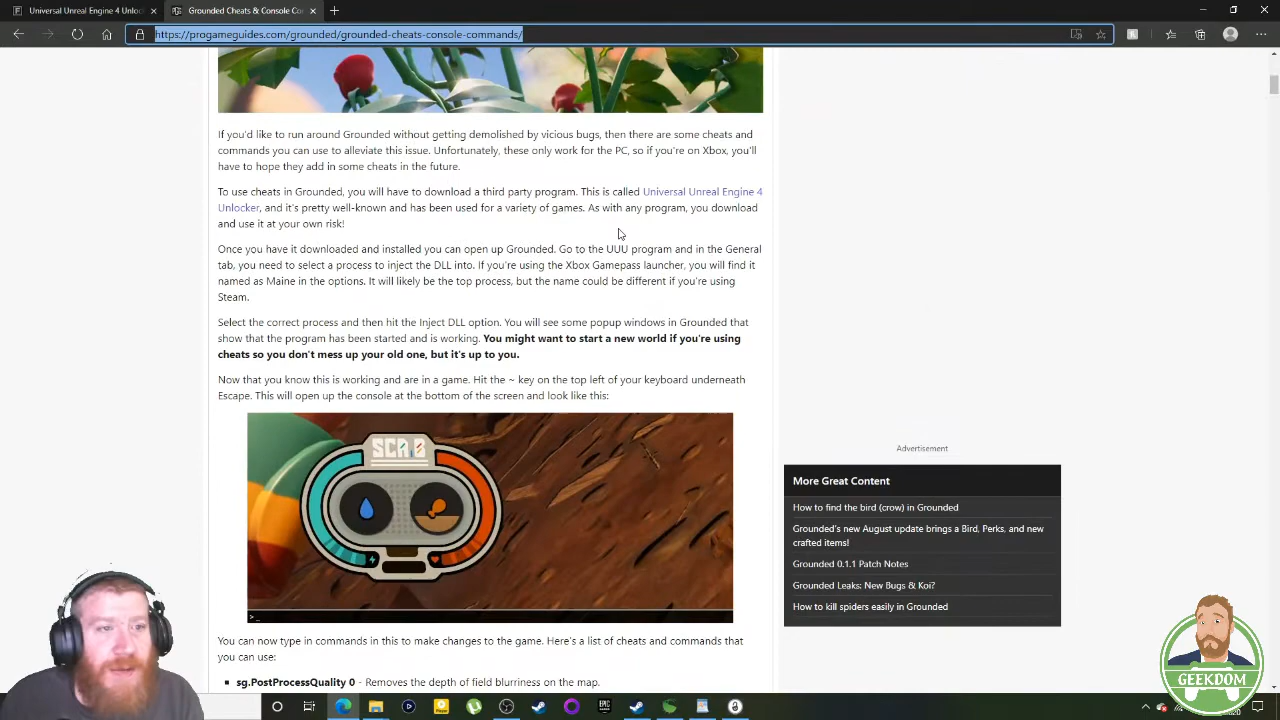 Universal Unreal Engine 4 Unlock
Grounded Cheats & Console Com
https://progameguides.com/grounded/grounded-cheats-console-commands/
If you'd like to run around Grounded without getting demolished by vicious bugs, then there are some cheats and
commands you can use to alleviate this issue. Unfortunately, these only work for the PC, so if you're on Xbox, you'll
have to hope they add in some cheats in the future.
To use cheats in Grounded, you will have to download a third party program. This is called Universal Unreal Engine 4
Unlocker, and it's pretty well-known and has been used for a variety of games. As with any program, you download
and use it at your own risk!
Once you have it downloaded and installed you can open up Grounded. Go to the UUU program and in the General
tab, you need to select a process to inject the DLL into. If you're using the Xbox Gamepass launcher, you will find it
named as Maine in the options. It will likely be the top process, but the name could be different if you're using
Steam.
Select the correct process and then hit the Inject DLL option. You will see some popup windows in Grounded that
show that the program has been started and is working. You might want to start a new world if you're using
cheats so you don't mess up your old one, but it's up to you.
Now that you know this is working and are in a game. Hit the ~ key on the top left of your keyboard underneath
Escape. This will open up the console at the bottom of the screen and look like this:
SCA.B
> _
You can now type in commands in this to make changes to the game. Here's a list of cheats and commands that
you can use:
sg.PostProcessQuality 0 - Removes the depth of field blurriness on the map.
Advertisement
More Great Content
How to find the bird (crow) in Grounded
Grounded's new August update brings a Bird, Perks, and new
crafted items!
Grounded 0.1.1 Patch Notes
Grounded Leaks: New Bugs & Koi?
How to kill spiders easily in Grounded
GEEKDOM